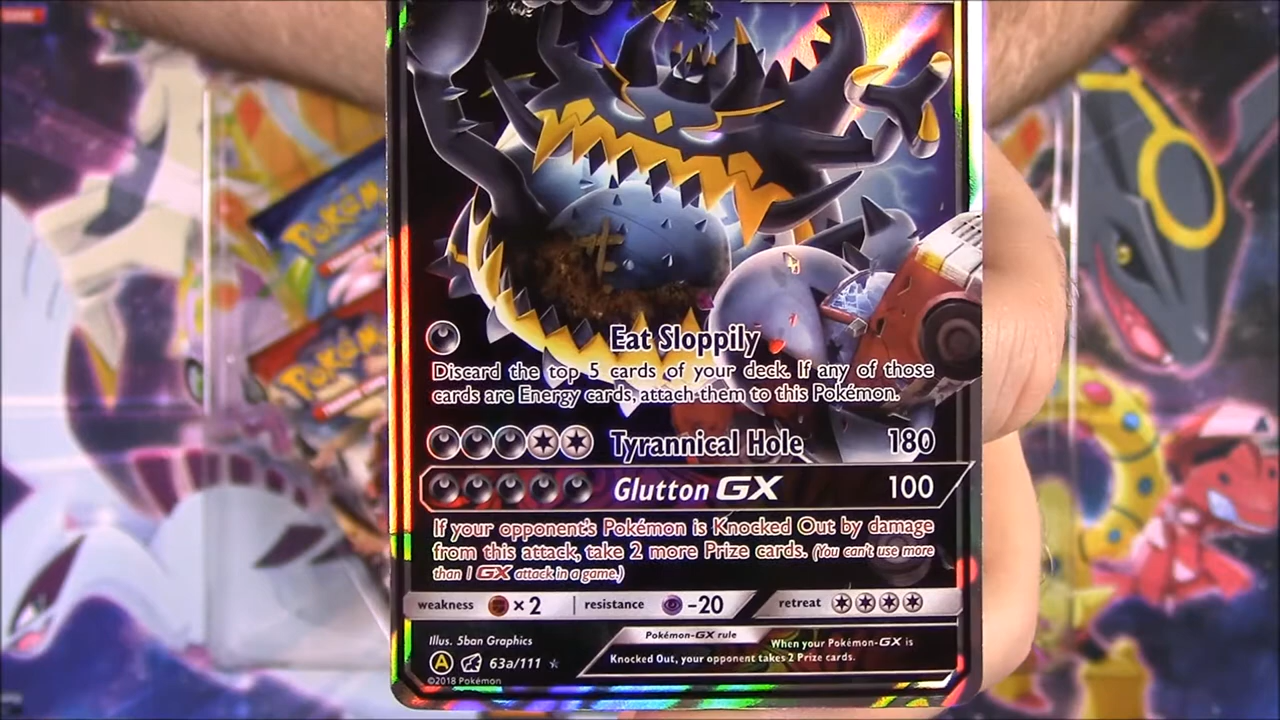 POKéMON
POKéMON
Eat Sloppily
Discard the top 5 cards of your deck. If any of those
cards are Energy cards, attach them to this Pokémon.
Tyrannical Hole 180
Glutton GX 100
If your opponent's Pokémon is Knocked Out by damage
from this attack, take 2 more Prize cards. (You can't use more
than 1 GX attack in a game.)
weakness ×2 resistance -20 retreat
Illus. 5ban Graphics
Pokémon-GX rule
When your Pokémon-GX is
Knocked Out, your opponent takes 2 Prize cards.
A 63a/111
©2018 Pokémon